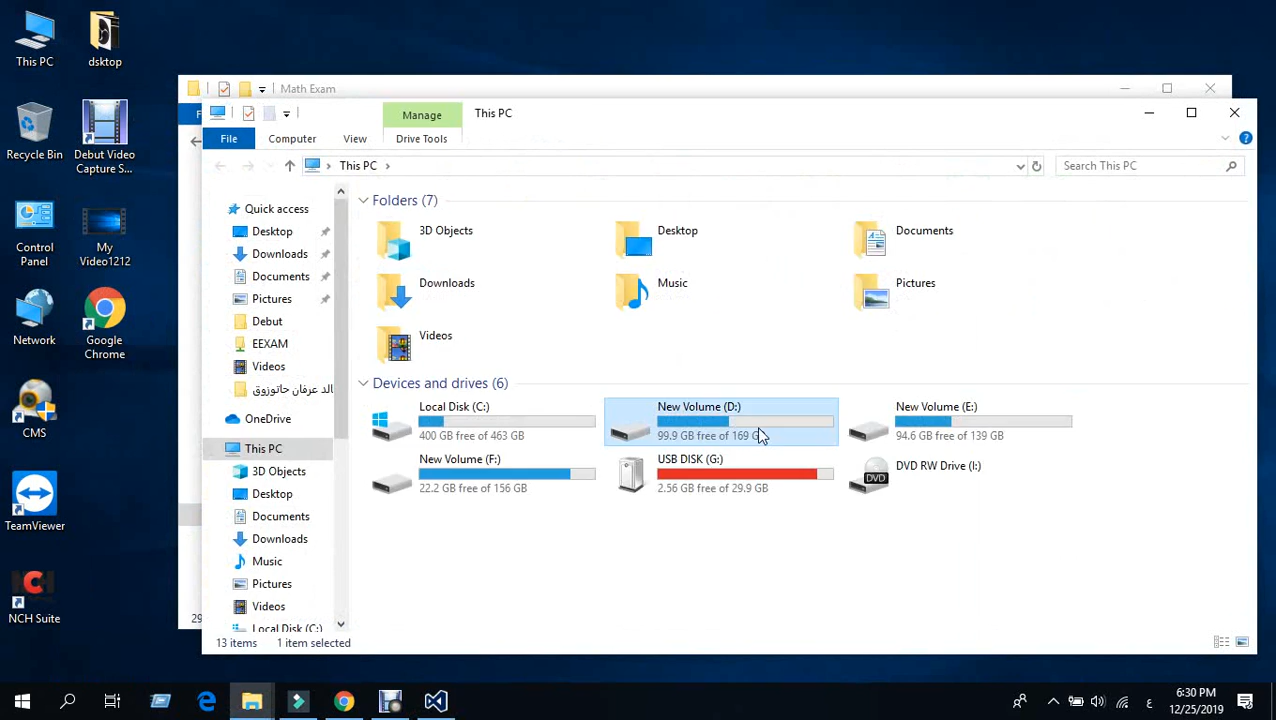 This PC
dsktop
Recycle Bin
Debut Video
Capture S...
Control
Panel
My
Video1212
Network
Google
Chrome
CMS
TeamViewer
NCH Suite
Math Exam
Manage
This PC
File
Computer
View
Drive Tools
This PC
Search This PC
Quick access
Desktop
Downloads
Documents
Pictures
Debut
EEXAM
Videos
الد عرفان حاتوزوق
OneDrive
This PC
3D Objects
Desktop
Documents
Downloads
Music
Pictures
Videos
Local Disk (C:)
Folders (7)
3D Objects
Desktop
Documents
Downloads
Music
Pictures
Videos
Devices and drives (6)
Local Disk (C:)
400 GB free of 463 GB
New Volume (D:)
99.9 GB free of 169 G
New Volume (E:)
94.6 GB free of 139 GB
New Volume (F:)
22.2 GB free of 156 GB
USB DISK (G:)
2.56 GB free of 29.9 GB
DVD RW Drive (I:)
DVD
29
13 items
1 item selected
ع
6:30 PM
12/25/2019